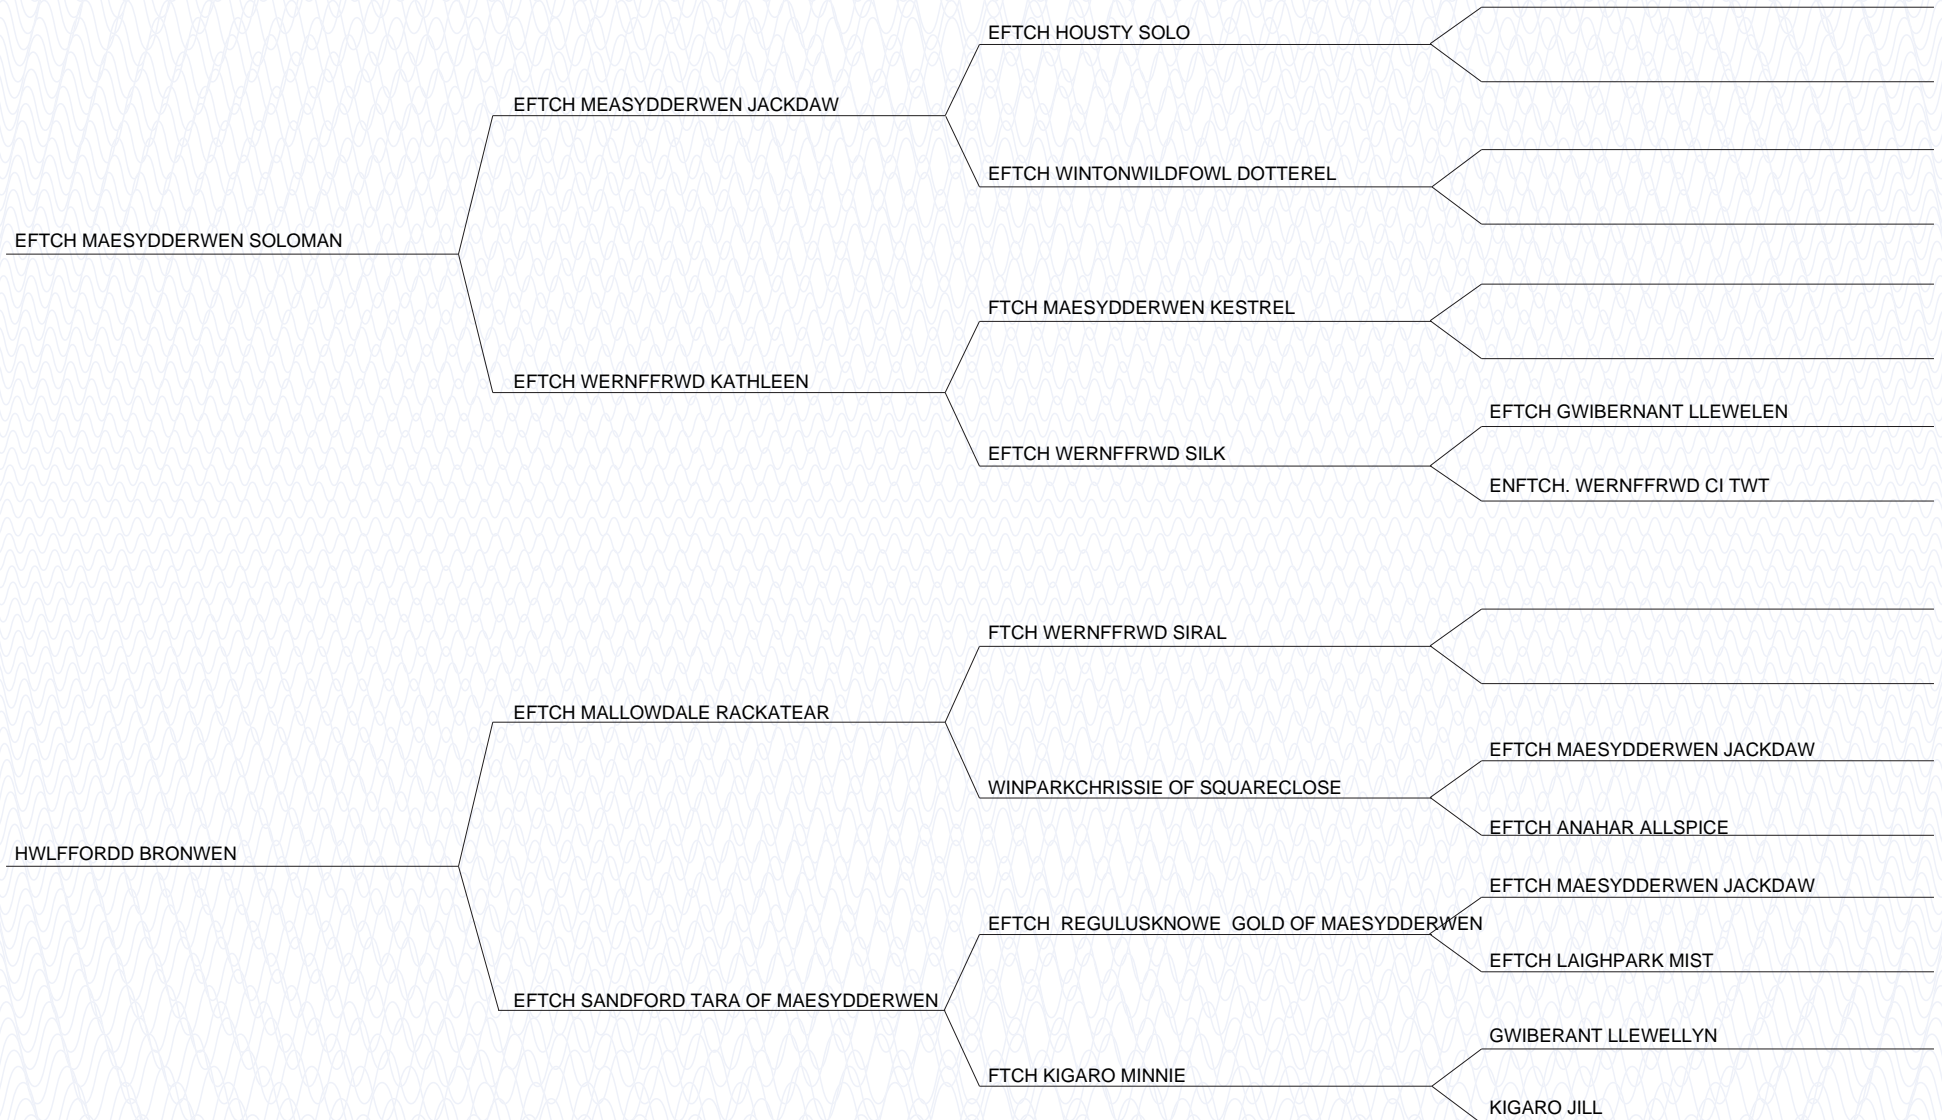 EFTCH HOUSTY SOLO
EFTCH MEASYDDERWEN JACKDAW
EFTCH WINTONWILDFOWL DOTTEREL
EFTCH MAESYDDERWEN SOLOMAN
FTCH MAESYDDERWEN KESTREL
EFTCH WERNFFRWD KATHLEEN
EFTCH GWIBERNANT LLEWELEN
EFTCH WERNFFRWD SILK
ENFTCH. WERNFFRWD CI TWT
FTCH WERNFFRWD SIRAL
EFTCH MALLOWDALE RACKATEAR
EFTCH MAESYDDERWEN JACKDAW
WINPARKCHRISSIE OF SQUARECLOSE
EFTCH ANAHAR ALLSPICE
HWLFFORDD BRONWEN
EFTCH MAESYDDERWEN JACKDAW
EFTCH  REGULUSKNOWE  GOLD OF MAESYDDERWEN
EFTCH LAIGHPARK MIST
EFTCH SANDFORD TARA OF MAESYDDERWEN
GWIBERANT LLEWELLYN
FTCH KIGARO MINNIE
KIGARO JILL